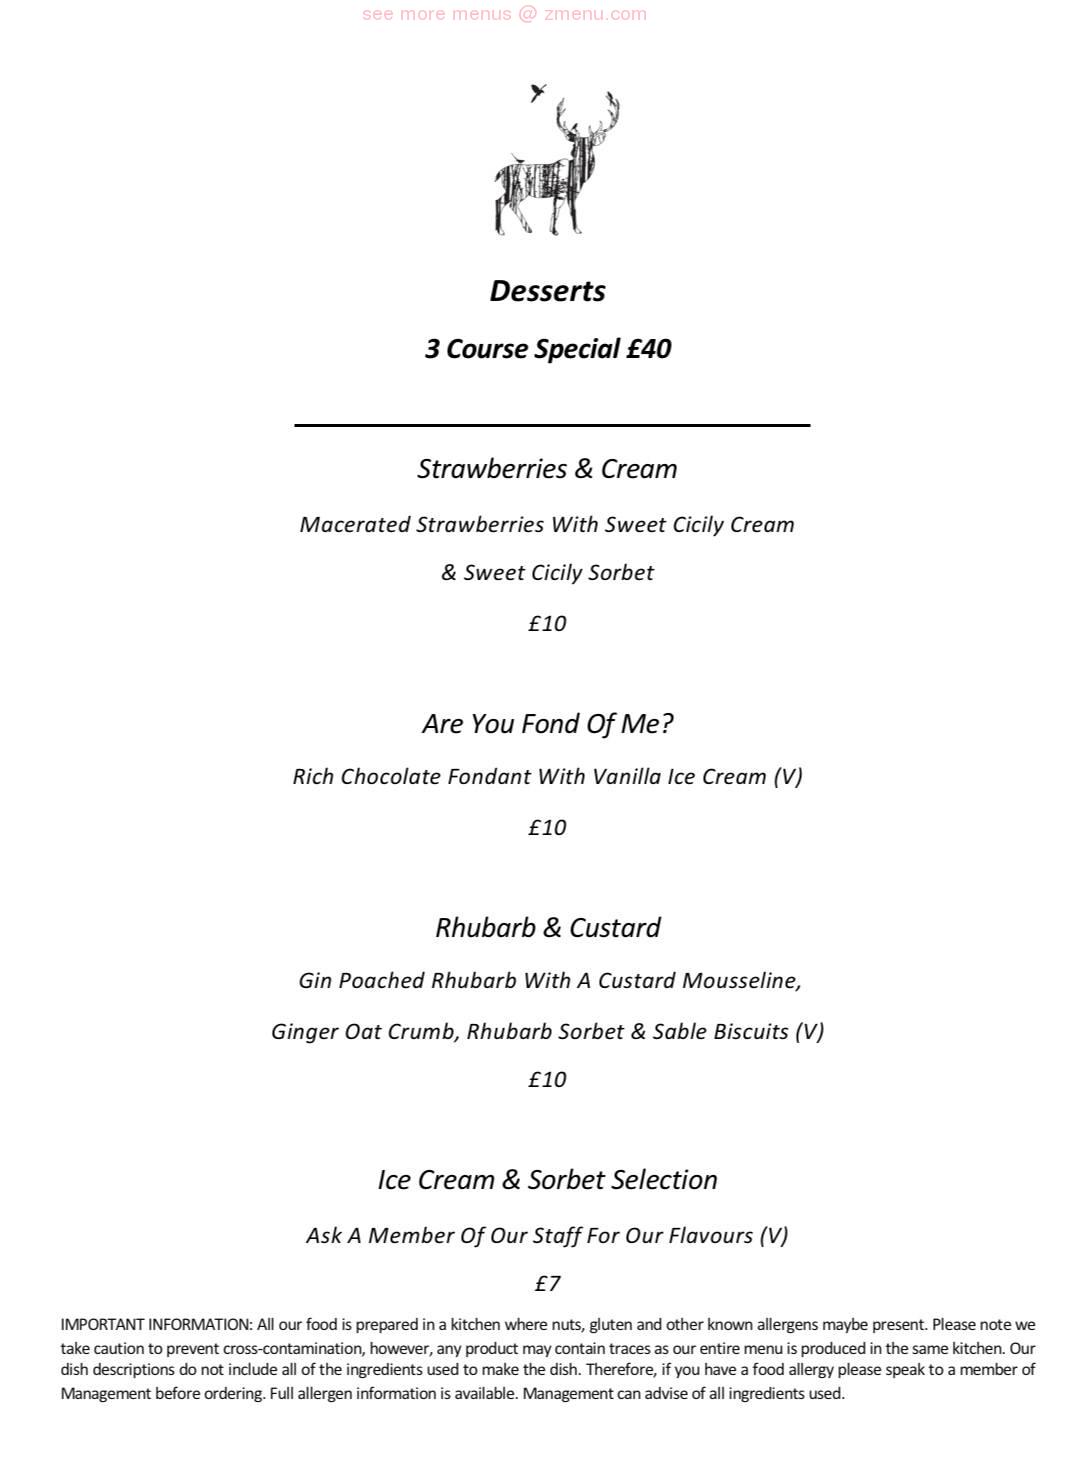 see more menus @ zmenu.com
Desserts
3 Course Special £40
Strawberries & Cream
Macerated Strawberries With Sweet Cicily Cream
& Sweet Cicily Sorbet
£10
Are You Fond Of Me?
Rich Chocolate Fondant With Vanilla Ice Cream (V)
£10
Rhubarb & Custard
Gin Poached Rhubarb With A Custard Mousseline,
Ginger Oat Crumb, Rhubarb Sorbet & Sable Biscuits (V)
£10
Ice Cream & Sorbet Selection
Ask A Member Of Our Staff For Our Flavours (V)
£7
IMPORTANT INFORMATION: All our food is prepared in a kitchen where nuts, gluten and other known allergens maybe present. Please note we
take caution to prevent cross-contamination, however, any product may contain traces as our entire menu is produced in the same kitchen. Our
dish descriptions do not include all of the ingredients used to make the dish. Therefore, if you have a food allergy please speak to a member of
Management before ordering. Full allergen information is available. Management can advise of all ingredients used.